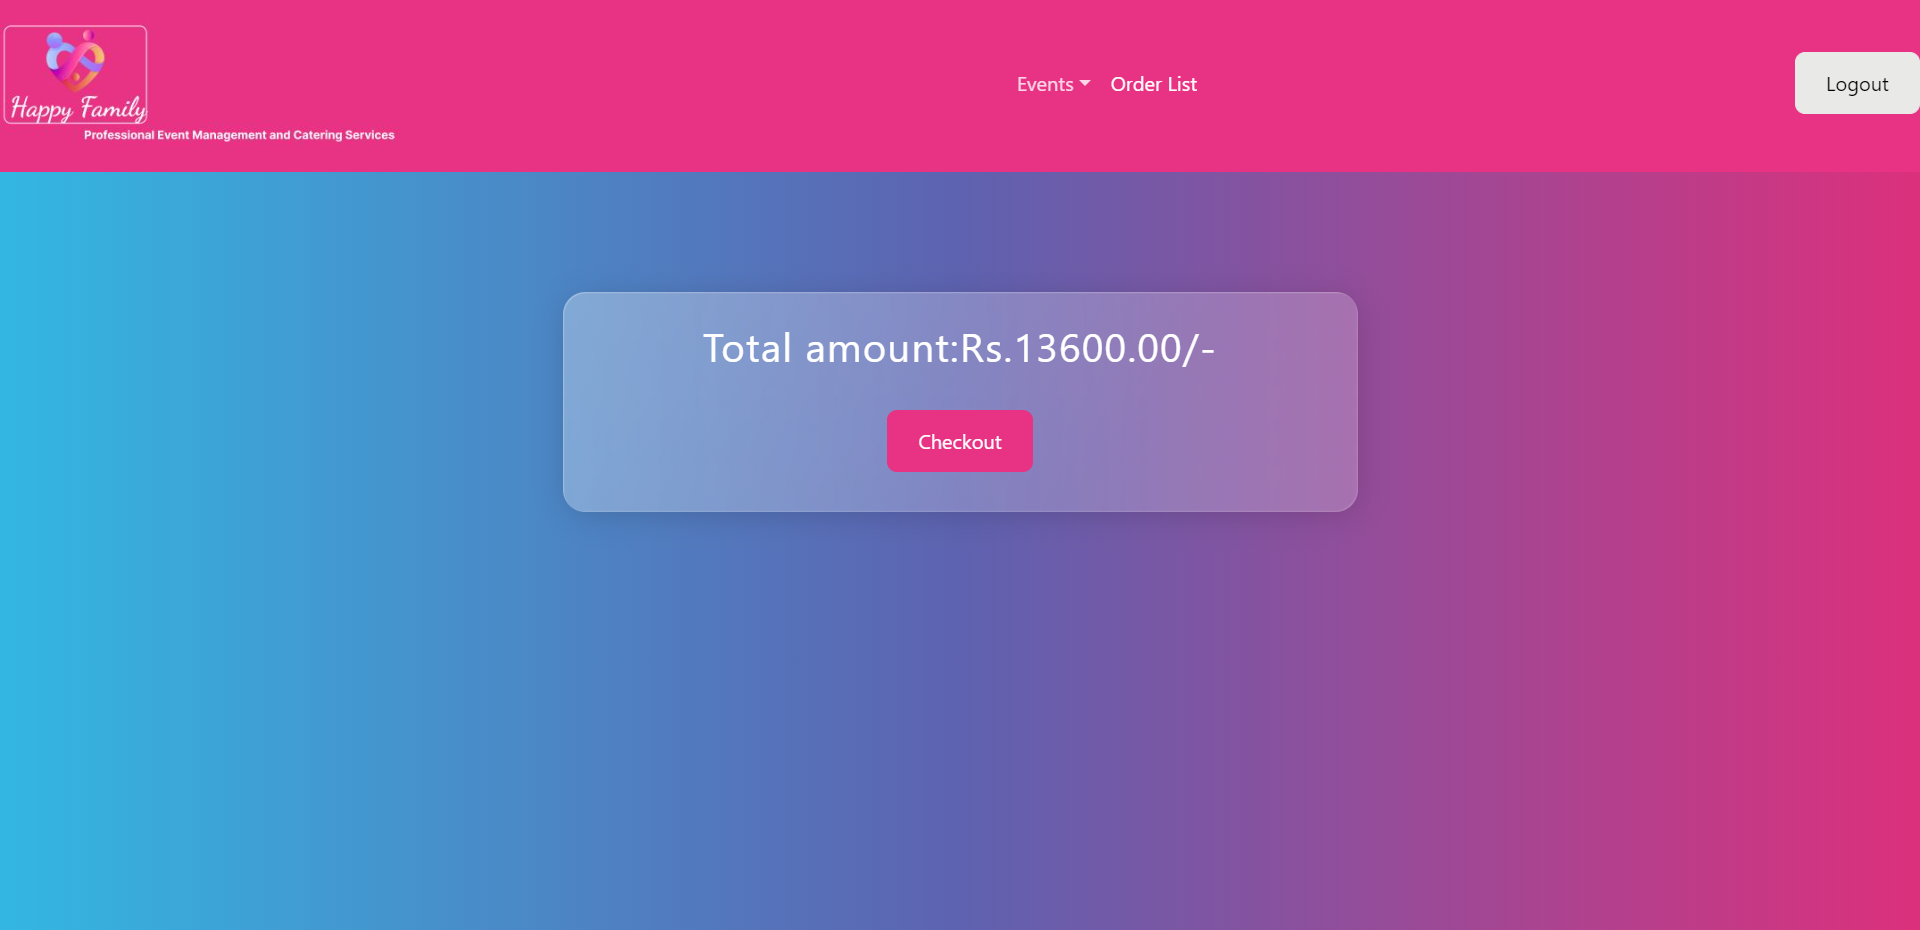 Happy Family
Professional Event Management and Catering Services
Events Order List
Logout
Total amount:Rs.13600.00/-
Checkout